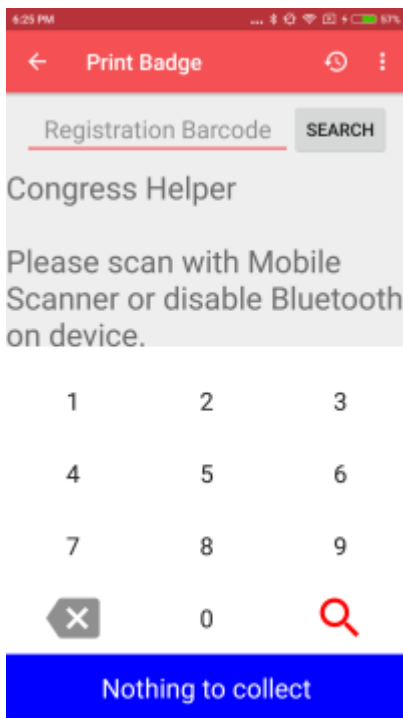 6:25 PM ... 57%
Print Badge
Registration Barcode SEARCH
Congress Helper
Please scan with Mobile
Scanner or disable Bluetooth
on device.
1 2 3
4 5 6
7 8 9
0
Nothing to collect